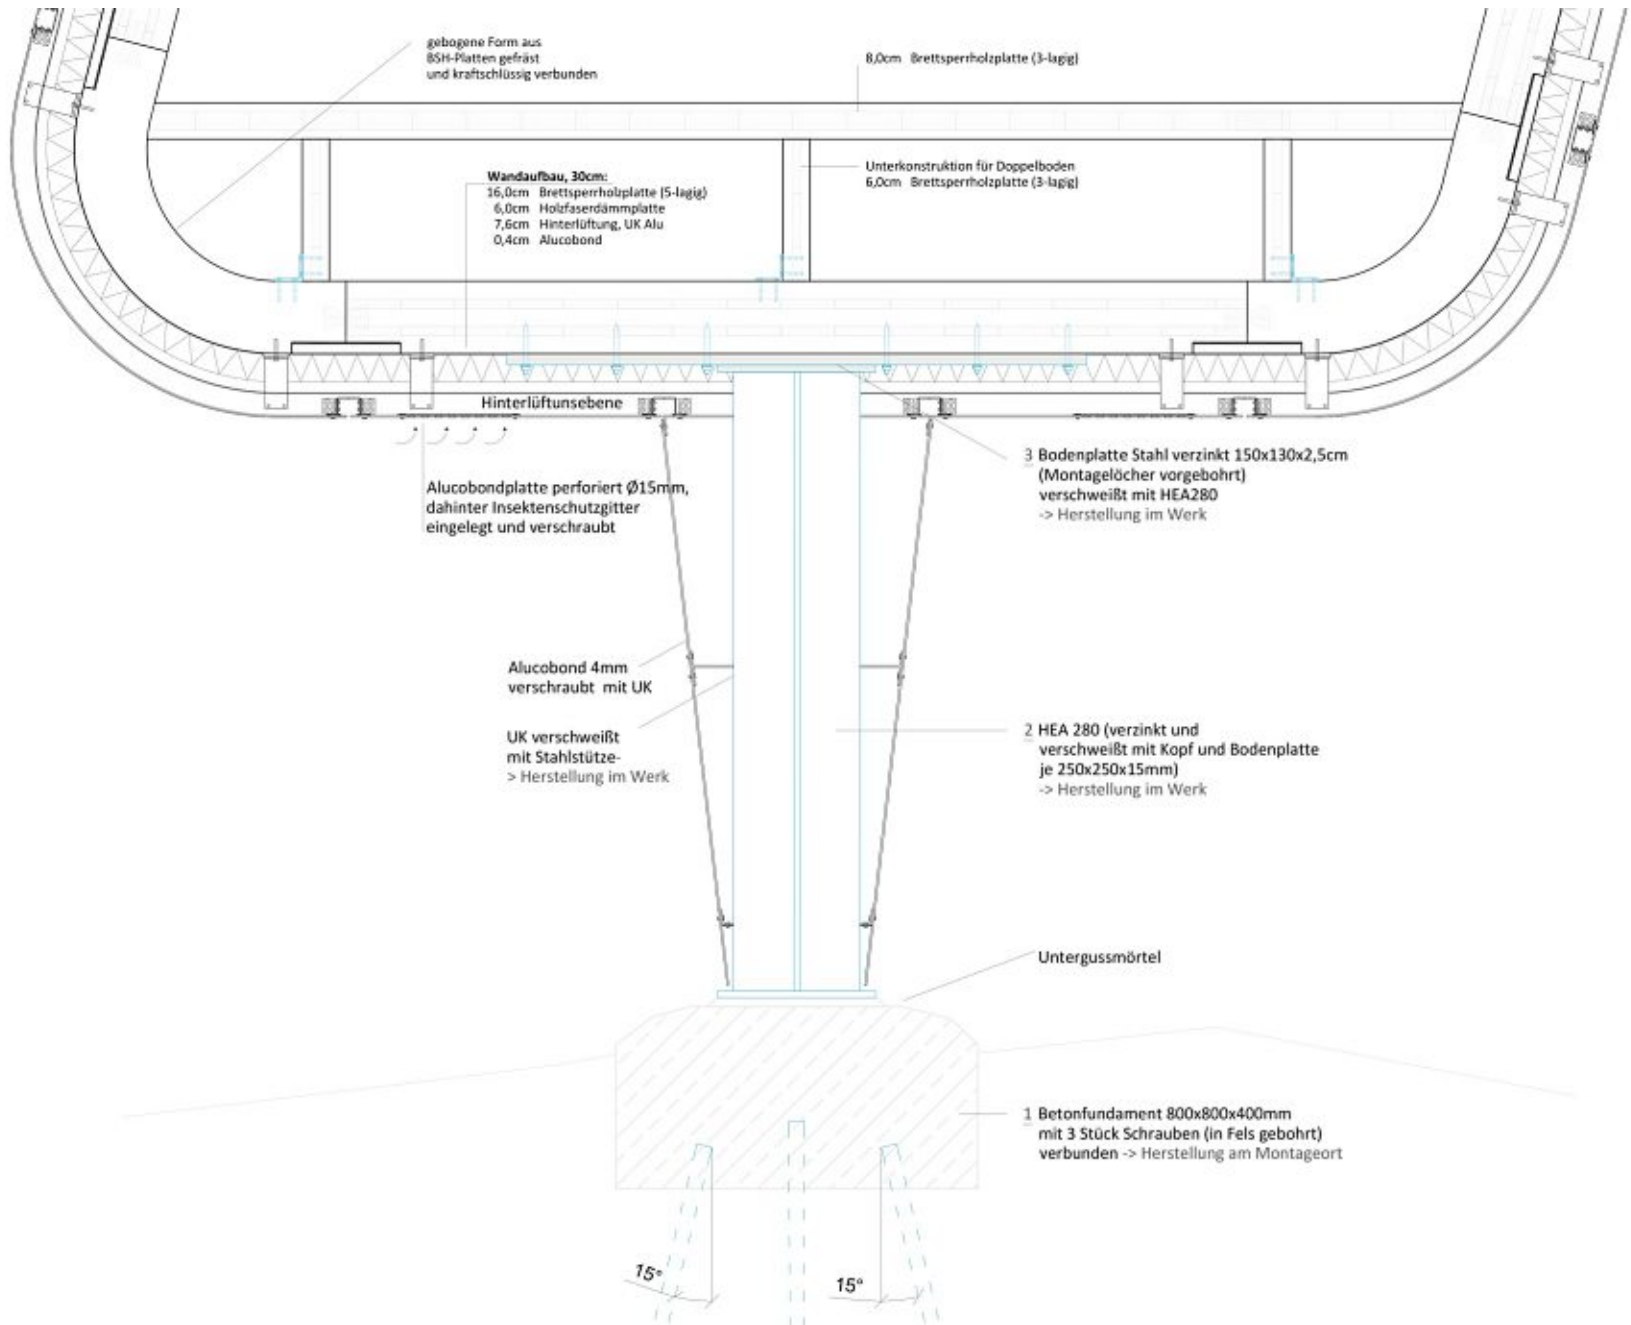 gebogene Form aus
BSH-Platten gefräst
und kraftschlüssig verbunden
8,0cm Brettsperrholzplatte (3-lagig)
Unterkonstruktion für Doppelboden
6,0cm Brettsperrholzplatte (3-lagig)
Wandaufbau, 30cm:
16,0cm Brettsperrholzplatte (5-lagig)
6,0cm Holzfaserdämmplatte
7,6cm Hinterlüftung, UK Alu
0,4cm Alucobond
Hinterlüftunsebene
3 Bodenplatte Stahl verzinkt 150x130x2,5cm
(Montagelöcher vorgebohrt)
verschweißt mit HEA280
-> Herstellung im Werk
Alucobondplatte perforiert Ø15mm,
dahinter Insektenschutzgitter
eingelegt und verschraubt
Alucobond 4mm
verschraubt mit UK
UK verschweißt
mit Stahlstütze-
> Herstellung im Werk
2 HEA 280 (verzinkt und
verschweißt mit Kopf und Bodenplatte
je 250x250x15mm)
-> Herstellung im Werk
Untergussmörtel
1 Betonfundament 800x800x400mm
mit 3 Stück Schrauben (in Fels gebohrt)
verbunden -> Herstellung am Montageort
15°
15°